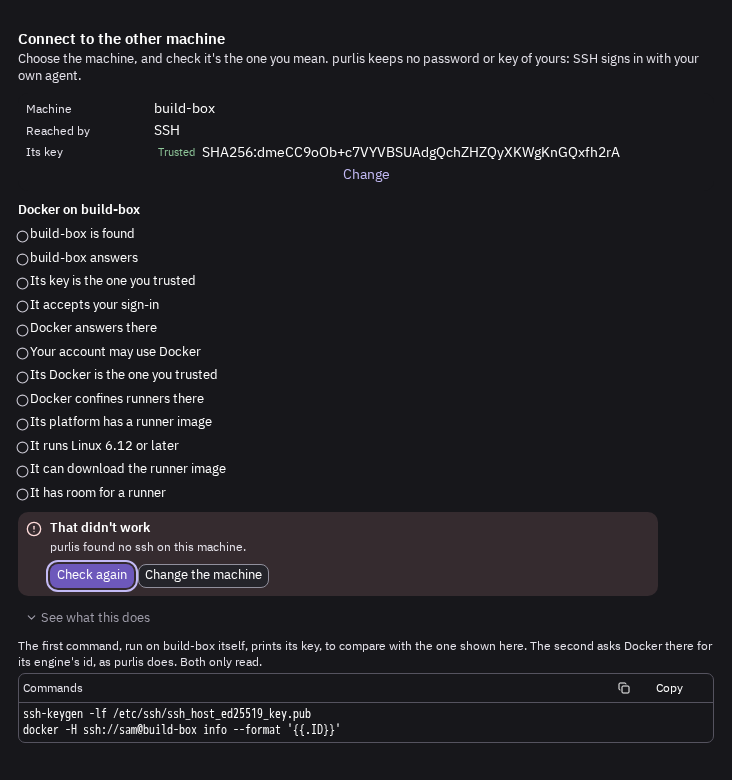 Connect to the other machine
Choose the machine, and check it's the one you mean. purlis keeps no password or key of yours: SSH signs in with your
own agent.
Machine build-box
Reached by SSH
Its key Trusted SHA256:dmeCC9oOb+c7VYVBSUAdgQchZHZQyXKWgKnGQxfh2rA
Change
Docker on build-box
build-box is found
build-box answers
Its key is the one you trusted
It accepts your sign-in
Docker answers there
Your account may use Docker
Its Docker is the one you trusted
Docker confines runners there
Its platform has a runner image
It runs Linux 6.12 or later
It can download the runner image
It has room for a runner
That didn't work
purlis found no ssh on this machine.
Check again Change the machine
See what this does
The first command, run on build-box itself, prints its key, to compare with the one shown here. The second asks Docker there for
its engine's id, as purlis does. Both only read.
Commands Copy
ssh-keygen -lf /etc/ssh/ssh_host_ed25519_key.pub
docker -H ssh://sam@build-box info --format '{{.ID}}'